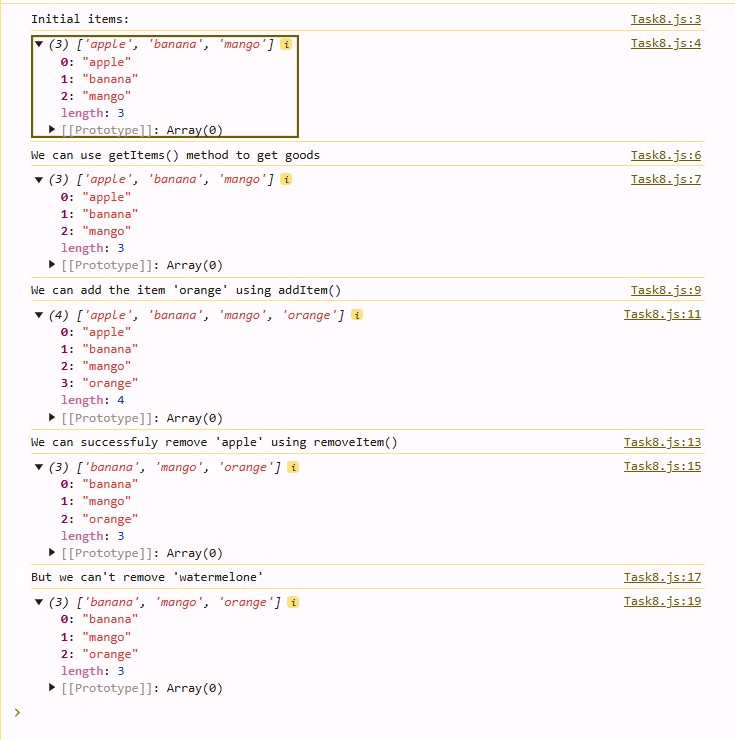 Initial items: Task8.js:3
▼ (3) ['apple', 'banana', 'mango'] i Task8.js:4
0: "apple"
1: "banana"
2: "mango"
length: 3
▶ [[Prototype]]: Array(0)
We can use getItems() method to get goods Task8.js:6
▼ (3) ['apple', 'banana', 'mango'] i Task8.js:7
0: "apple"
1: "banana"
2: "mango"
length: 3
▶ [[Prototype]]: Array(0)
We can add the item 'orange' using addItem() Task8.js:9
▼ (4) ['apple', 'banana', 'mango', 'orange'] i Task8.js:11
0: "apple"
1: "banana"
2: "mango"
3: "orange"
length: 4
▶ [[Prototype]]: Array(0)
We can successfuly remove 'apple' using removeItem() Task8.js:13
▼ (3) ['banana', 'mango', 'orange'] i Task8.js:15
0: "banana"
1: "mango"
2: "orange"
length: 3
▶ [[Prototype]]: Array(0)
But we can't remove 'watermelone' Task8.js:17
▼ (3) ['banana', 'mango', 'orange'] i Task8.js:19
0: "banana"
1: "mango"
2: "orange"
length: 3
▶ [[Prototype]]: Array(0)
>